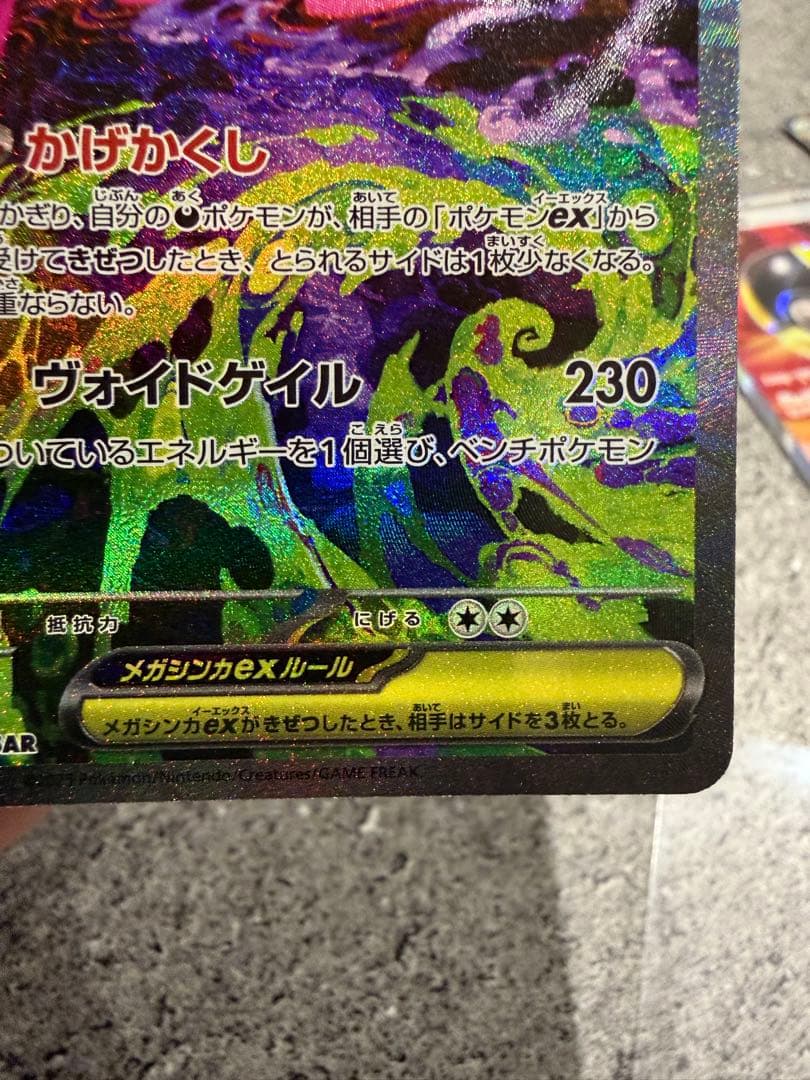 かげかくし
かぎり、自分のポケモンが、相手の「ポケモンex」から
受けてきぜつしたとき、とられるサイドは1枚少なくなる。
重ならない。
ヴォイドゲイル 230
ついているエネルギーを1個選び、ベンチポケモン
抵抗力 にげる
メガシンカexルール
メガシンカexがきぜつしたとき、相手はサイドを3枚とる。
SAR
©2025 Pokémon/Nintendo/Creatures/GAME FREAK